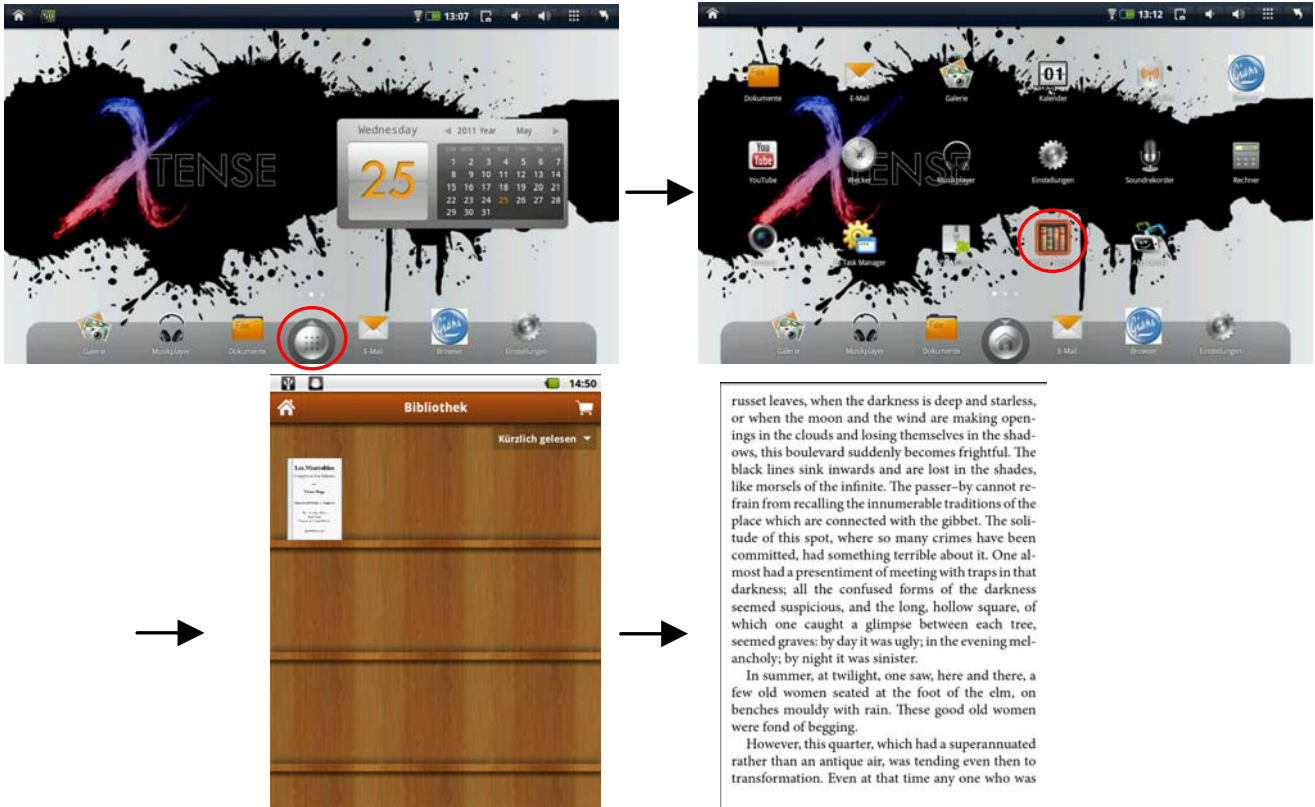 50
13:07
TENSE
Wednesday
2011 Year May
SUN MON TUE WED THU FRI SAT
25
1 2 3 4 5 6 7
8 9 10 11 12 13 14
15 16 17 18 19 20 21
22 23 24 25 26 27 28
29 30 31
Galerie Musikplayer Dokumente E-Mail Browser Einstellungen
13:12
Dokumente E-Mail Galerie Kalender
YouTube Wecker Musikplayer Einstellungen Soundrekorder Rechner
TENSE
Task Manager
Galerie Musikplayer Dokumente E-Mail Browser Einstellungen
14:50
Bibliothek
Kürzlich gelesen
Les Misérables
Victor Hugo
russet leaves, when the darkness is deep and starless,
or when the moon and the wind are making open-
ings in the clouds and losing themselves in the shad-
ows, this boulevard suddenly becomes frightful. The
black lines sink inwards and are lost in the shades,
like morsels of the infinite. The passer–by cannot re-
frain from recalling the innumerable traditions of the
place which are connected with the gibbet. The soli-
tude of this spot, where so many crimes have been
committed, had something terrible about it. One al-
most had a presentiment of meeting with traps in that
darkness; all the confused forms of the darkness
seemed suspicious, and the long, hollow square, of
which one caught a glimpse between each tree,
seemed graves: by day it was ugly; in the evening mel-
ancholy; by night it was sinister.
In summer, at twilight, one saw, here and there, a
few old women seated at the foot of the elm, on
benches mouldy with rain. These good old women
were fond of begging.
However, this quarter, which had a superannuated
rather than an antique air, was tending even then to
transformation. Even at that time any one who was